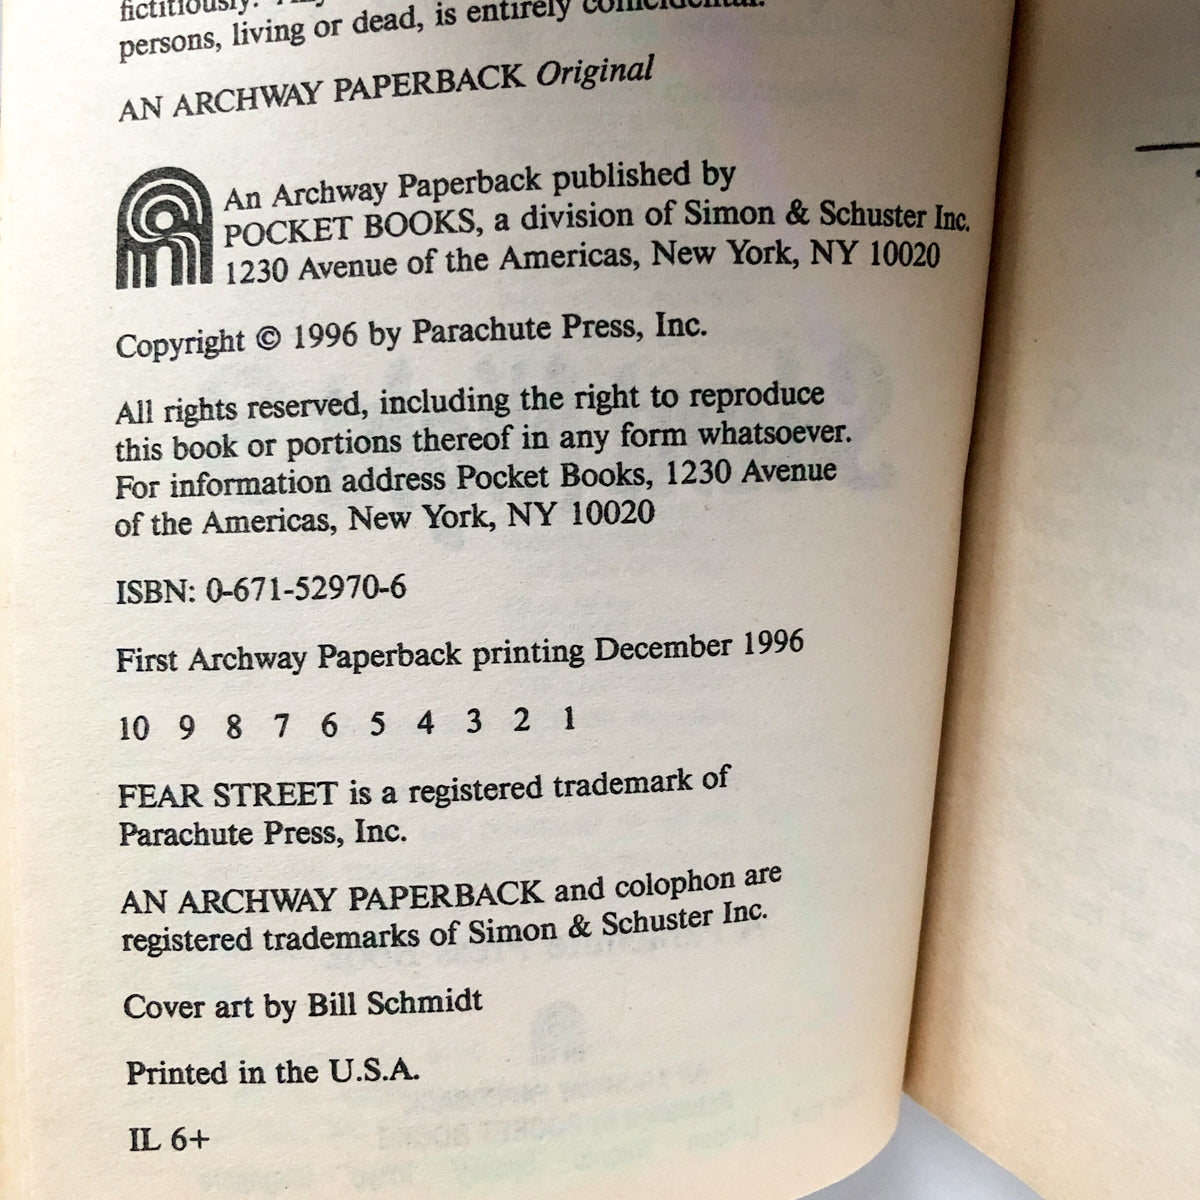 fictitiously.
persons, living or dead, is entirely coincidental.
AN ARCHWAY PAPERBACK Original
An Archway Paperback published by
POCKET BOOKS, a division of Simon & Schuster Inc.
1230 Avenue of the Americas, New York, NY 10020
Copyright © 1996 by Parachute Press, Inc.
All rights reserved, including the right to reproduce
this book or portions thereof in any form whatsoever.
For information address Pocket Books, 1230 Avenue
of the Americas, New York, NY 10020
ISBN: 0-671-52970-6
First Archway Paperback printing December 1996
10 9 8 7 6 5 4 3 2 1
FEAR STREET is a registered trademark of
Parachute Press, Inc.
AN ARCHWAY PAPERBACK and colophon are
registered trademarks of Simon & Schuster Inc.
Cover art by Bill Schmidt
Printed in the U.S.A.
IL 6+